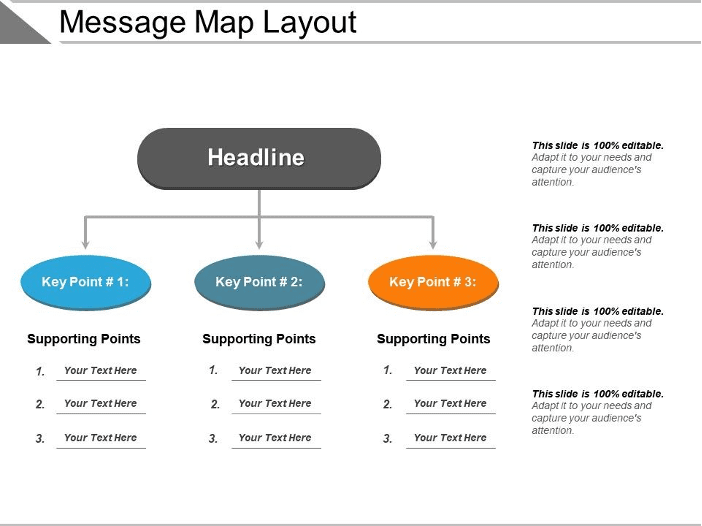 Message Map Layout
Headline
Key Point # 1:
Key Point # 2:
Key Point # 3:
Supporting Points
1. Your Text Here
2. Your Text Here
3. Your Text Here
Supporting Points
1. Your Text Here
2. Your Text Here
3. Your Text Here
Supporting Points
1. Your Text Here
2. Your Text Here
3. Your Text Here
This slide is 100% editable.
Adapt it to your needs and
capture your audience's
attention.
This slide is 100% editable.
Adapt it to your needs and
capture your audience's
attention.
This slide is 100% editable.
Adapt it to your needs and
capture your audience's
attention.
This slide is 100% editable.
Adapt it to your needs and
capture your audience's
attention.